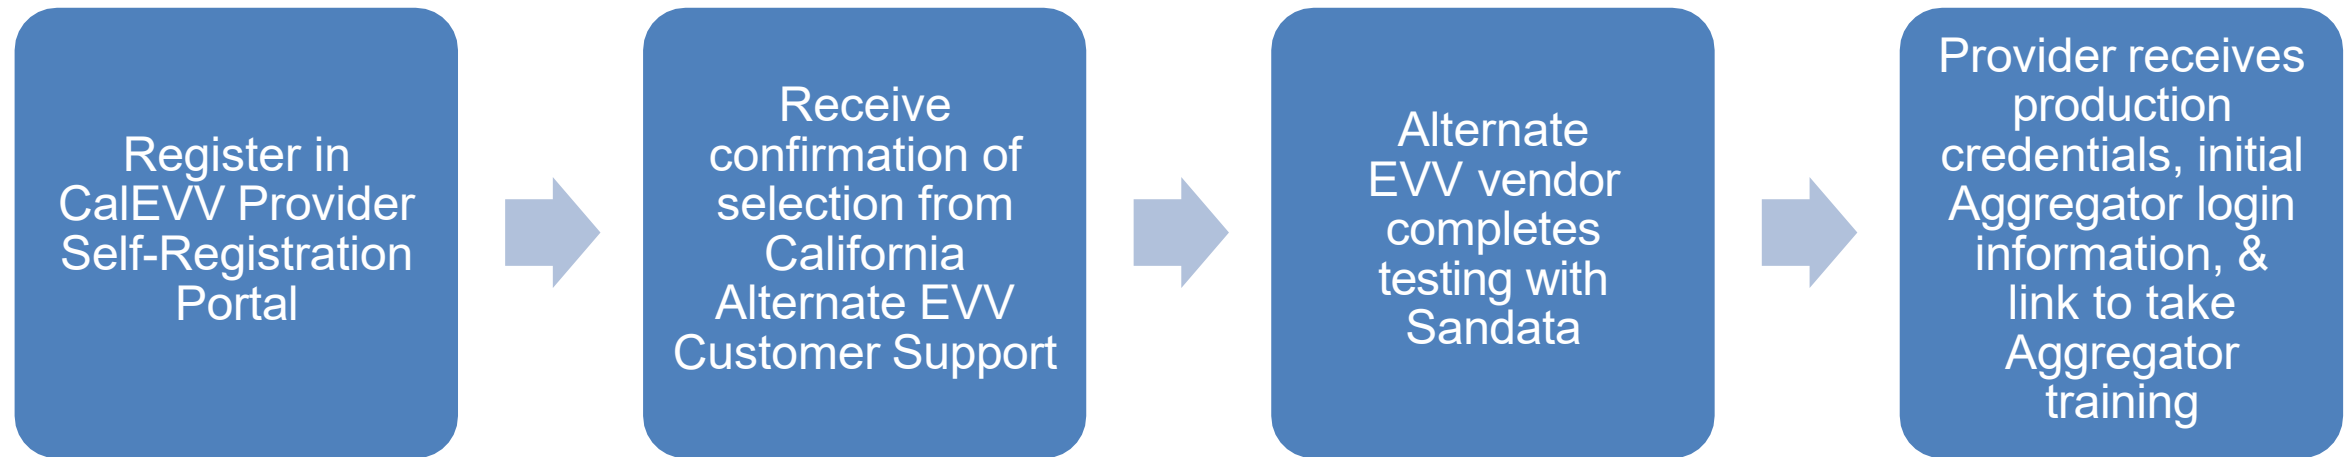 Register in
CalEVV Provider
Self-Registration
Portal
Receive
confirmation of
selection from
California
Alternate EVV
Customer Support
Alternate
EVV vendor
completes
testing with
Sandata
Provider receives
production
credentials, initial
Aggregator login
information, &
link to take
Aggregator
training